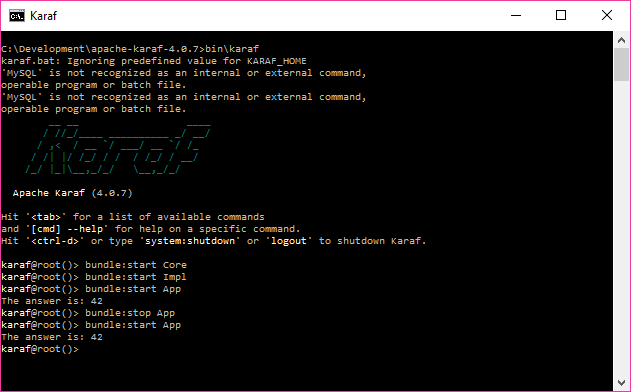 Karaf
C:\Development\apache-karaf-4.0.7>bin\karaf
karaf.bat: Ignoring predefined value for KARAF_HOME
'MySQL' is not recognized as an internal or external command,
operable program or batch file.
'MySQL' is not recognized as an internal or external command,
operable program or batch file.
        __ __                  ____
       / //_/____ __________ _/ __/
      / ,<  / __ `/ ___/ __ `/ /_
     / /| |/ /_/ / /  / /_/ / __/
    /_/ |_|\__,_/_/   \__,_/_/
Apache Karaf (4.0.7)
Hit '<tab>' for a list of available commands
and '[cmd] --help' for help on a specific command.
Hit '<ctrl-d>' or type 'system:shutdown' or 'logout' to shutdown Karaf.
karaf@root()> bundle:start Core
karaf@root()> bundle:start Impl
karaf@root()> bundle:start App
The answer is: 42
karaf@root()> bundle:stop App
karaf@root()> bundle:start App
The answer is: 42
karaf@root()>